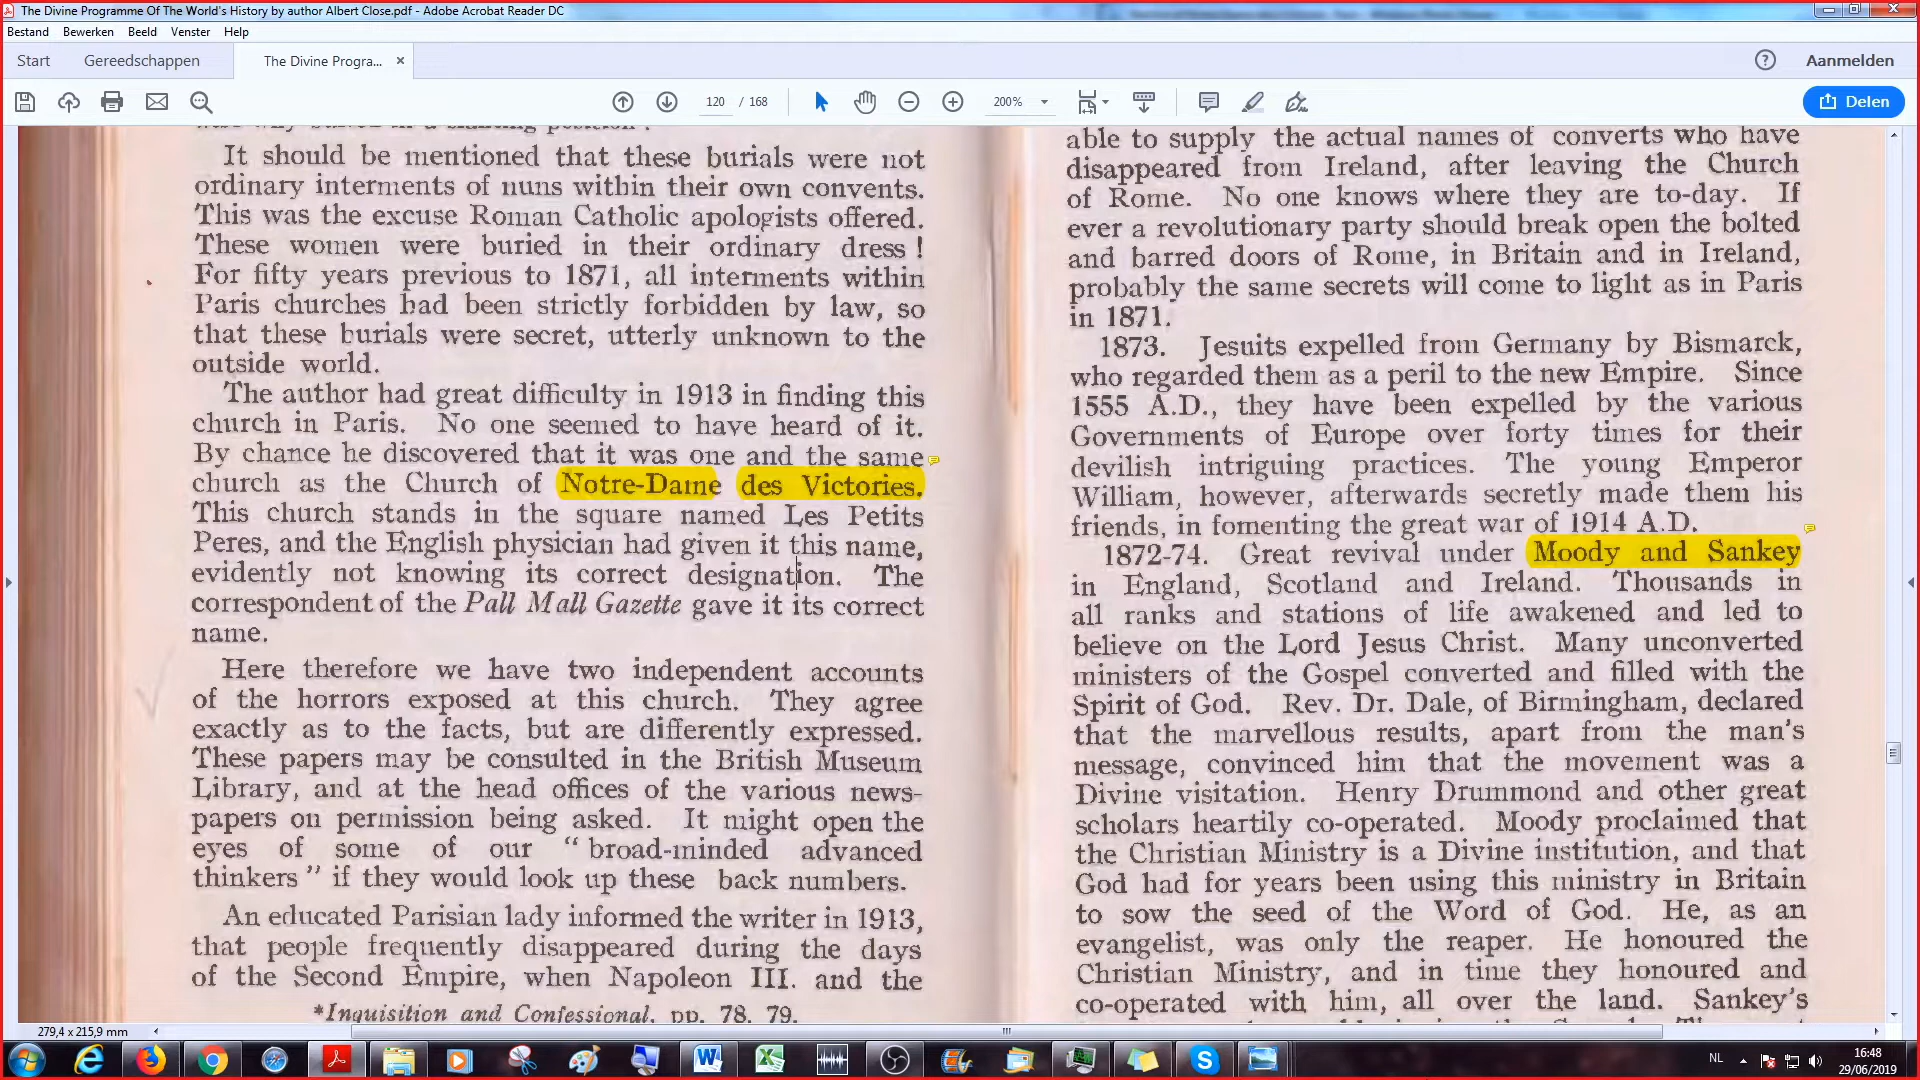 The Divine Programme Of The World's History by author Albert Close.pdf - Adobe Acrobat Reader DC
Bestand Bewerken Beeld Venster Help
Start Gereedschappen The Divine Progra... × Aanmelden
120 / 168 200% Delen
It should be mentioned that these burials were not
ordinary interments of nuns within their own convents.
This was the excuse Roman Catholic apologists offered.
These women were buried in their ordinary dress !
For fifty years previous to 1871, all interments within
Paris churches had been strictly forbidden by law, so
that these burials were secret, utterly unknown to the
outside world.
The author had great difficulty in 1913 in finding this
church in Paris. No one seemed to have heard of it.
By chance he discovered that it was one and the same
church as the Church of Notre-Dame des Victories.
This church stands in the square named Les Petits
Peres, and the English physician had given it this name,
evidently not knowing its correct designation. The
correspondent of the Pall Mall Gazette gave it its correct
name.
Here therefore we have two independent accounts
of the horrors exposed at this church. They agree
exactly as to the facts, but are differently expressed.
These papers may be consulted in the British Museum
Library, and at the head offices of the various news-
papers on permission being asked. It might open the
eyes of some of our " broad-minded advanced
thinkers " if they would look up these back numbers.
An educated Parisian lady informed the writer in 1913,
that people frequently disappeared during the days
of the Second Empire, when Napoleon III. and the
*Inquisition and Confessional, pp. 78, 79.
able to supply the actual names of converts who have
disappeared from Ireland, after leaving the Church
of Rome. No one knows where they are to-day. If
ever a revolutionary party should break open the bolted
and barred doors of Rome, in Britain and in Ireland,
probably the same secrets will come to light as in Paris
in 1871.
1873. Jesuits expelled from Germany by Bismarck,
who regarded them as a peril to the new Empire. Since
1555 A.D., they have been expelled by the various
Governments of Europe over forty times for their
devilish intriguing practices. The young Emperor
William, however, afterwards secretly made them his
friends, in fomenting the great war of 1914 A.D.
1872-74. Great revival under Moody and Sankey
in England, Scotland and Ireland. Thousands in
all ranks and stations of life awakened and led to
believe on the Lord Jesus Christ. Many unconverted
ministers of the Gospel converted and filled with the
Spirit of God. Rev. Dr. Dale, of Birmingham, declared
that the marvellous results, apart from the man's
message, convinced him that the movement was a
Divine visitation. Henry Drummond and other great
scholars heartily co-operated. Moody proclaimed that
the Christian Ministry is a Divine institution, and that
God had for years been using this ministry in Britain
to sow the seed of the Word of God. He, as an
evangelist, was only the reaper. He honoured the
Christian Ministry, and in time they honoured and
co-operated with him, all over the land. Sankey's
279,4 x 215,9 mm
NL 16:48
29/06/2019